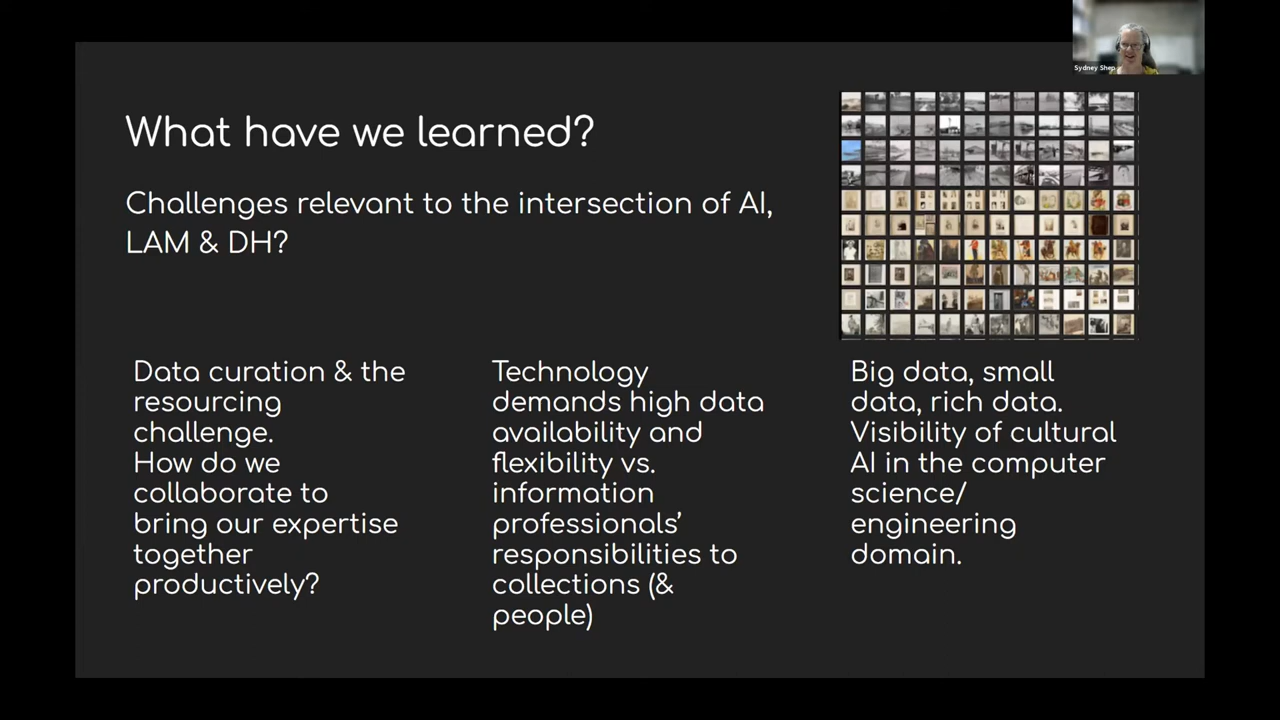 Sydney Shep
What have we learned?
Challenges relevant to the intersection of AI,
LAM & DH?
Data curation & the
resourcing
challenge.
How do we
collaborate to
bring our expertise
together
productively?
Technology
demands high data
availability and
flexibility vs.
information
professionals’
responsibilities to
collections (&
people)
Big data, small
data, rich data.
Visibility of cultural
AI in the computer
science/
engineering
domain.